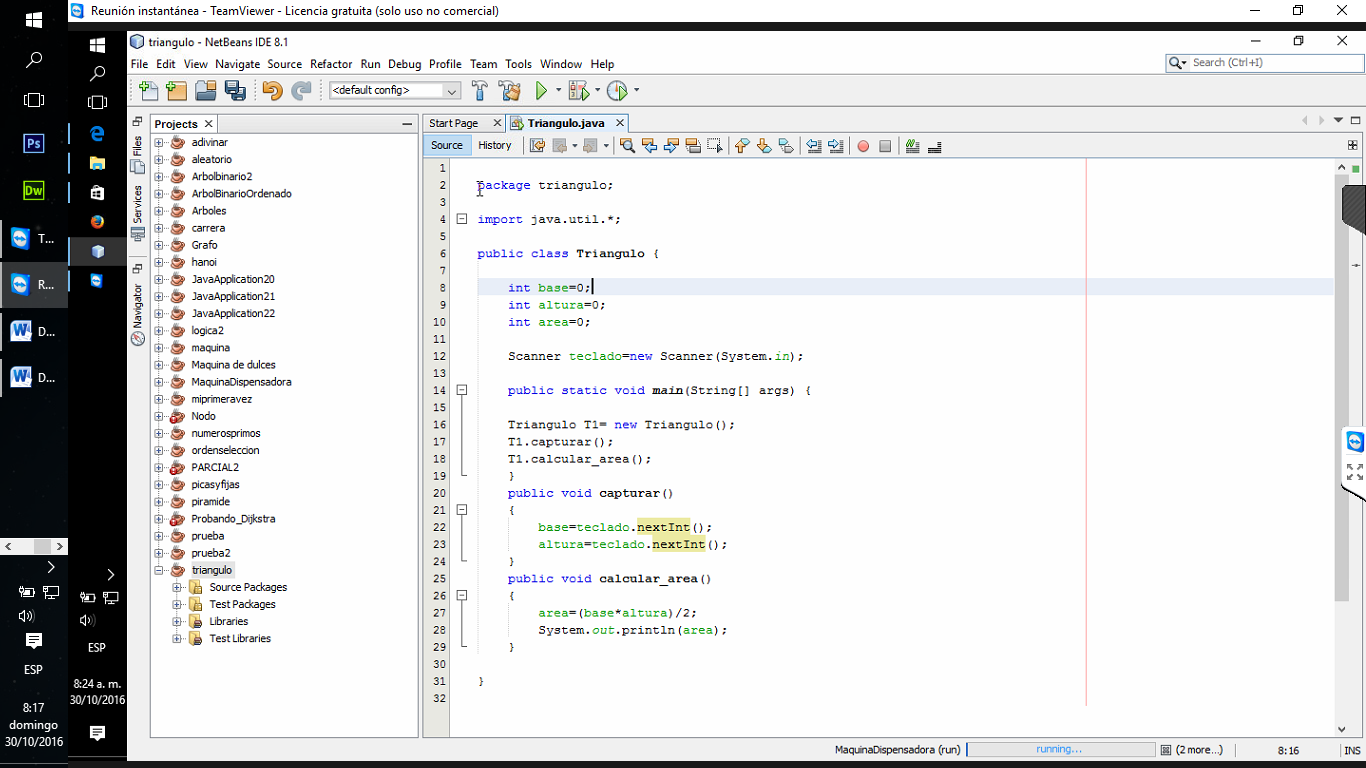 Reunión instantánea - TeamViewer - Licencia gratuita (solo uso no comercial)
triangulo - NetBeans IDE 8.1
File Edit View Navigate Source Refactor Run Debug Profile Team Tools Window Help
Search (Ctrl+I)
<default config>
Projects
Start Page
Triangulo.java
Source
History
Files
Services
Navigator
adivinar
aleatorio
Arbolbinario2
ArbolBinarioOrdenado
Arboles
carrera
Grafo
hanoi
JavaApplication20
JavaApplication21
JavaApplication22
logica2
maquina
Maquina de dulces
MaquinaDispensadora
miprimeravez
Nodo
numerosprimos
ordenseleccion
PARCIAL2
picasyfijas
piramide
Probando_Dijkstra
prueba
prueba2
triangulo
Source Packages
Test Packages
Libraries
Test Libraries
1
2 package triangulo;
3
4 import java.util.*;
5
6 public class Triangulo {
7
8 int base=0;
9 int altura=0;
10 int area=0;
11
12 Scanner teclado=new Scanner(System.in);
13
14 public static void main(String[] args) {
15
16 Triangulo T1= new Triangulo();
17 T1.capturar();
18 T1.calcular_area();
19 }
20 public void capturar()
21 {
22 base=teclado.nextInt();
23 altura=teclado.nextInt();
24 }
25 public void calcular_area()
26 {
27 area=(base*altura)/2;
28 System.out.println(area);
29 }
30
31 }
32
MaquinaDispensadora (run)
running...
(2 more...)
8:16
INS
Ps
Dw
T...
R...
D...
D...
ESP
8:17
domingo
30/10/2016
ESP
8:24 a. m.
30/10/2016